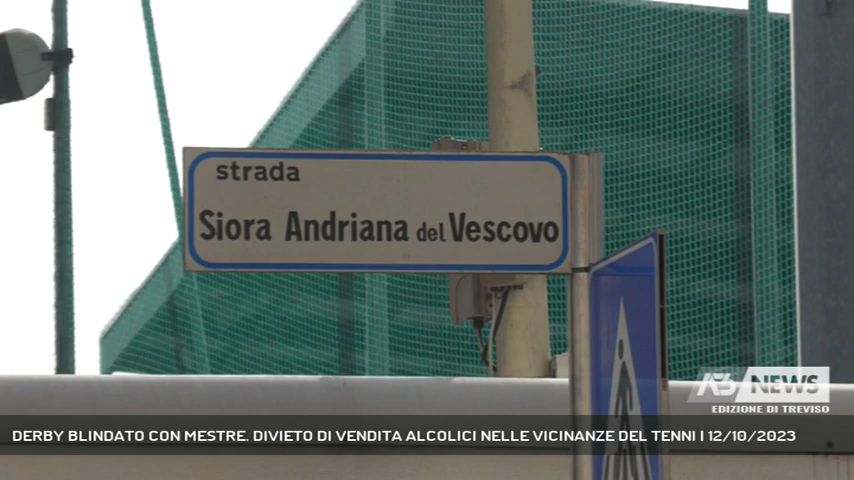 strada
Siora Andriana del Vescovo
A3 NEWS
EDIZIONE DI TREVISO
DERBY BLINDATO CON MESTRE. DIVIETO DI VENDITA ALCOLICI NELLE VICINANZE DEL TENNI | 12/10/2023